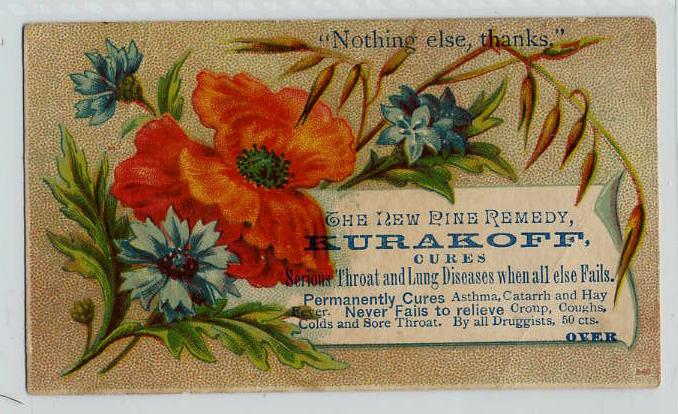 "Nothing else, thanks."
THE NEW PINE REMEDY,
KURAKOFF,
CURES
Serious Throat and Lung Diseases when all else Fails.
Permanently Cures Asthma, Catarrh and Hay
Fever. Never Fails to relieve Croup, Coughs,
Colds and Sore Throat. By all Druggists, 50 cts.
OVER